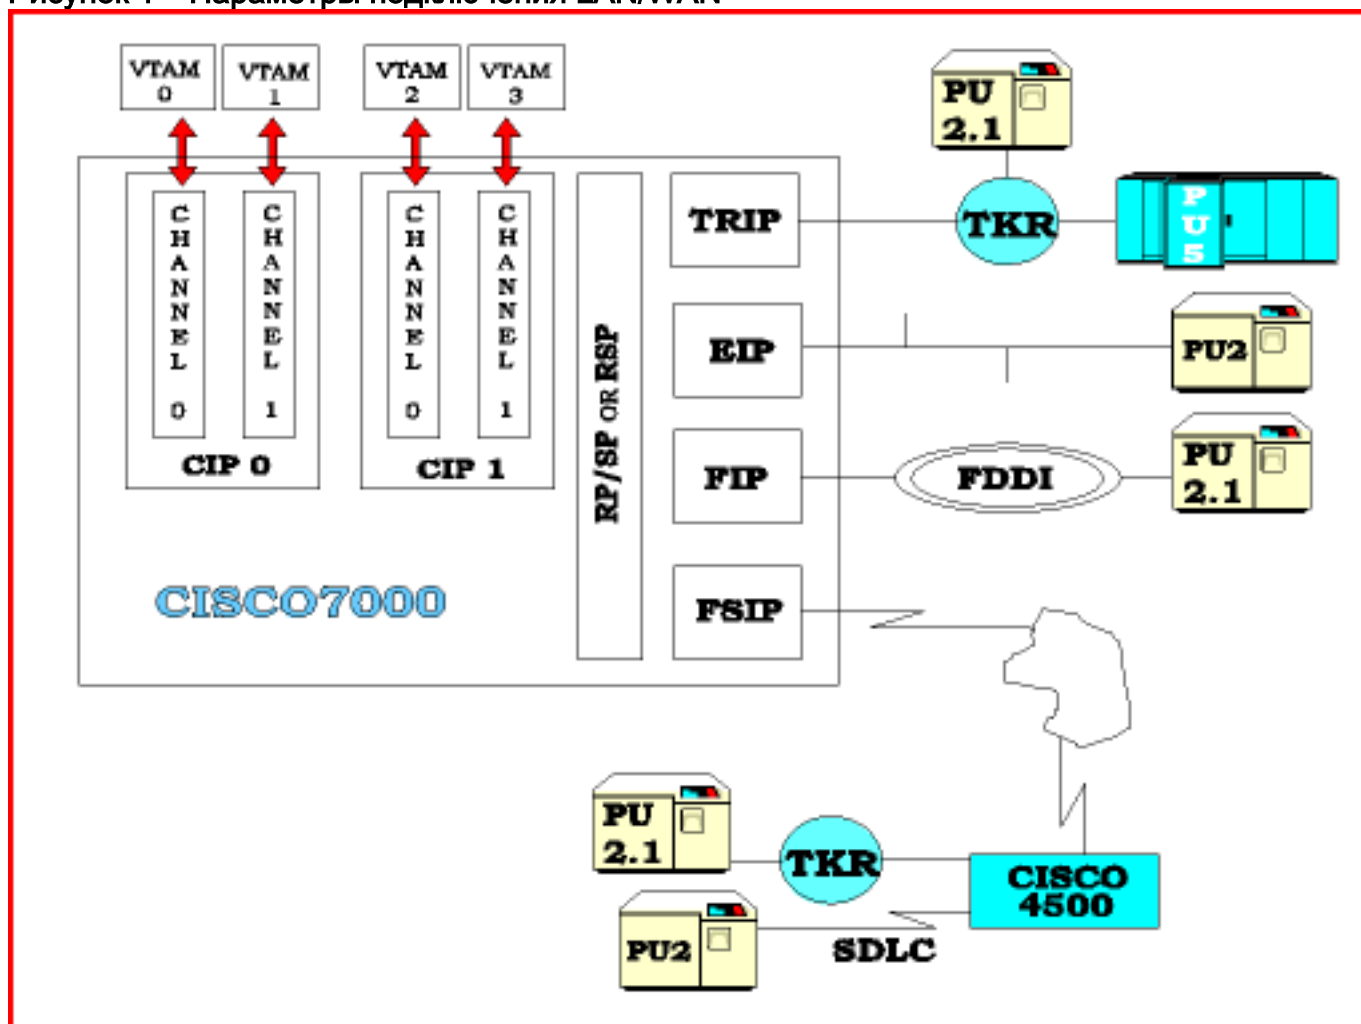 VTAM 0
VTAM 1
VTAM 2
VTAM 3
CHANNEL 0
CHANNEL 1
CIP 0
CHANNEL 0
CHANNEL 1
CIP 1
RP/SP OR RSP
CISCO7000
TRIP
EIP
FIP
FSIP
PU 2.1
TKR
PU5
PU2
FDDI
PU 2.1
PU 2.1
TKR
CISCO 4500
PU2
SDLC